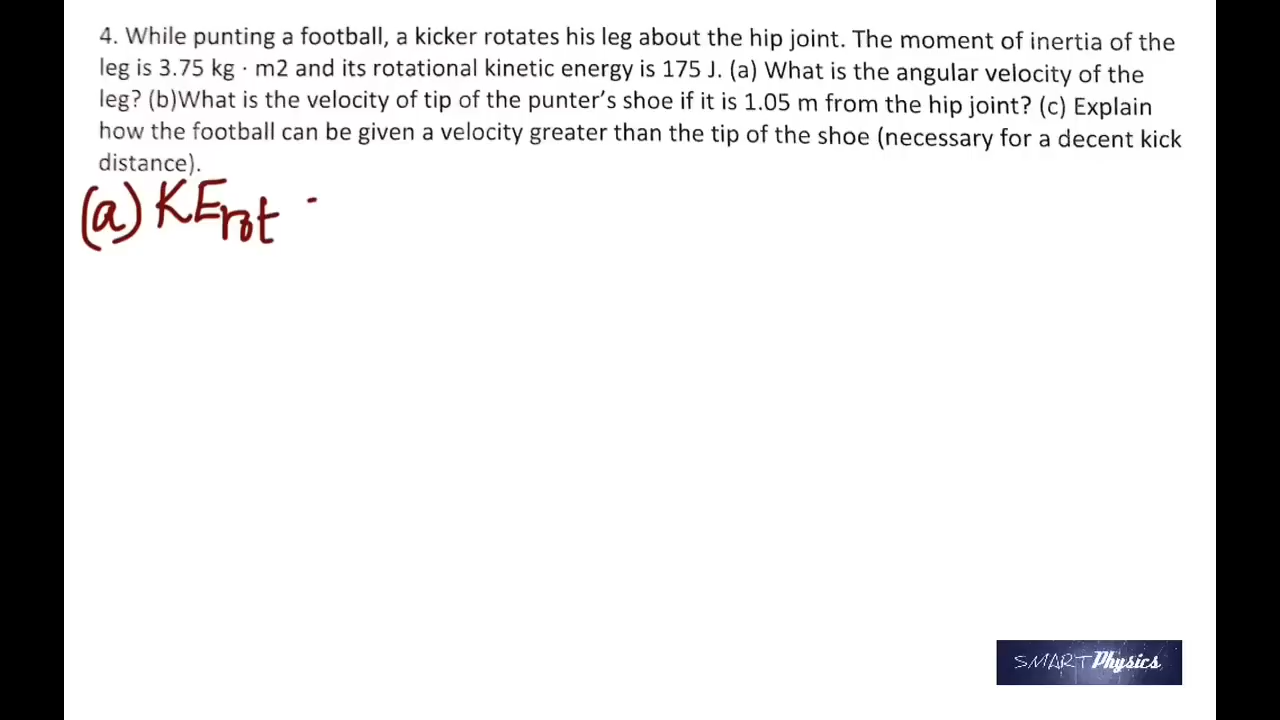 4. While punting a football, a kicker rotates his leg about the hip joint. The moment of inertia of the
leg is 3.75 kg · m2 and its rotational kinetic energy is 175 J. (a) What is the angular velocity of the
leg? (b)What is the velocity of tip of the punter’s shoe if it is 1.05 m from the hip joint? (c) Explain
how the football can be given a velocity greater than the tip of the shoe (necessary for a decent kick
distance).
(a) KErot -
SMART Physics